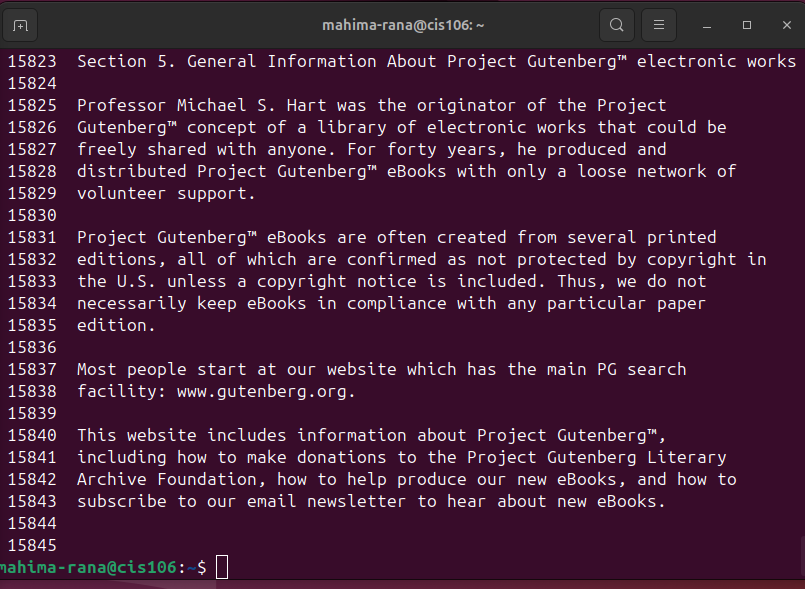 mahima-rana@cis106: ~
15823 Section 5. General Information About Project Gutenberg™ electronic works
15824
15825 Professor Michael S. Hart was the originator of the Project
15826 Gutenberg™ concept of a library of electronic works that could be
15827 freely shared with anyone. For forty years, he produced and
15828 distributed Project Gutenberg™ eBooks with only a loose network of
15829 volunteer support.
15830
15831 Project Gutenberg™ eBooks are often created from several printed
15832 editions, all of which are confirmed as not protected by copyright in
15833 the U.S. unless a copyright notice is included. Thus, we do not
15834 necessarily keep eBooks in compliance with any particular paper
15835 edition.
15836
15837 Most people start at our website which has the main PG search
15838 facility: www.gutenberg.org.
15839
15840 This website includes information about Project Gutenberg™,
15841 including how to make donations to the Project Gutenberg Literary
15842 Archive Foundation, how to help produce our new eBooks, and how to
15843 subscribe to our email newsletter to hear about new eBooks.
15844
15845
mahima-rana@cis106:~$